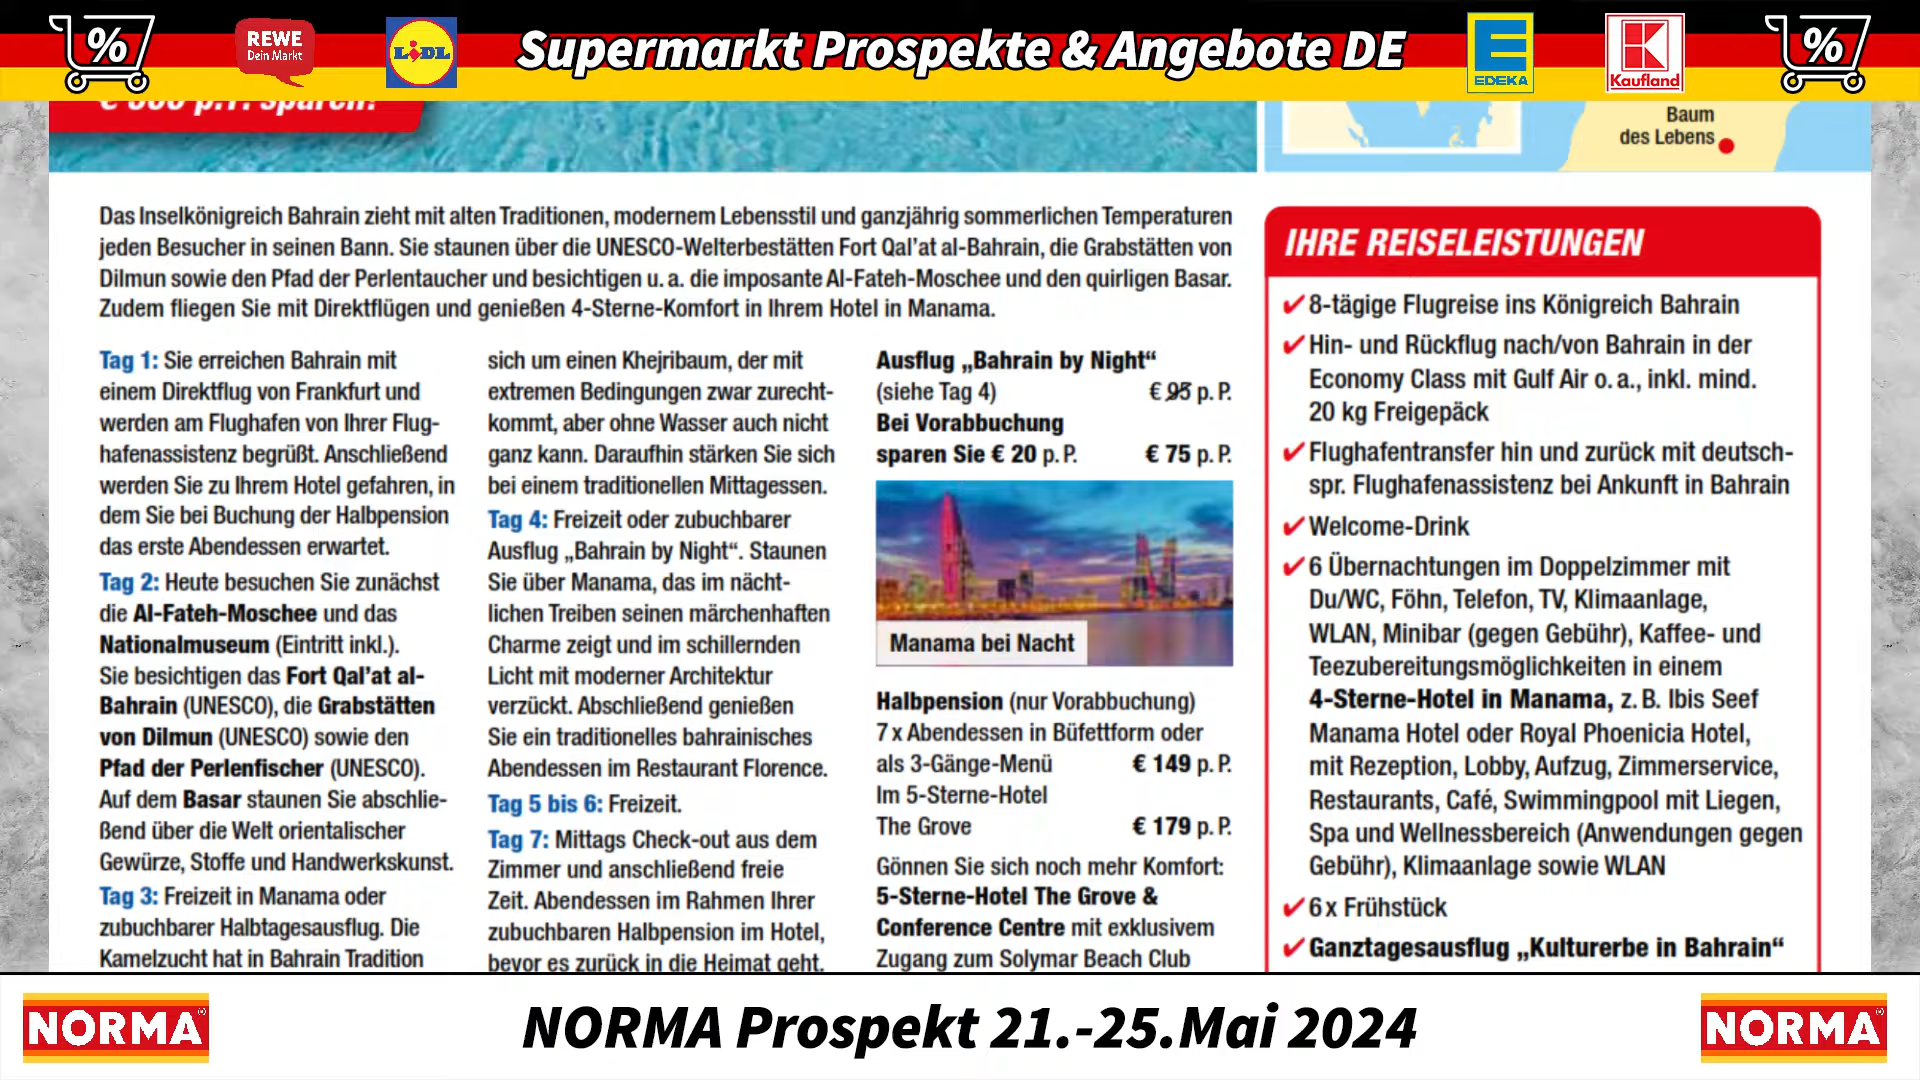 %
REWE
Dein Markt
LIDL
Supermarkt Prospekte & Angebote DE
EDEKA
Kaufland
%
Baum
des Lebens
Das Inselkönigreich Bahrain zieht mit alten Traditionen, modernem Lebensstil und ganzjährig sommerlichen Temperaturen
jeden Besucher in seinen Bann. Sie staunen über die UNESCO-Welterbestätten Fort Qal'at al-Bahrain, die Grabstätten von
Dilmun sowie den Pfad der Perlentaucher und besichtigen u. a. die imposante Al-Fateh-Moschee und den quirligen Basar.
Zudem fliegen Sie mit Direktflügen und genießen 4-Sterne-Komfort in Ihrem Hotel in Manama.
Tag 1: Sie erreichen Bahrain mit
einem Direktflug von Frankfurt und
werden am Flughafen von Ihrer Flug-
hafenassistenz begrüßt. Anschließend
werden Sie zu Ihrem Hotel gefahren, in
dem Sie bei Buchung der Halbpension
das erste Abendessen erwartet.
Tag 2: Heute besuchen Sie zunächst
die Al-Fateh-Moschee und das
Nationalmuseum (Eintritt inkl.).
Sie besichtigen das Fort Qal'at al-
Bahrain (UNESCO), die Grabstätten
von Dilmun (UNESCO) sowie den
Pfad der Perlenfischer (UNESCO).
Auf dem Basar staunen Sie abschlie-
ßend über die Welt orientalischer
Gewürze, Stoffe und Handwerkskunst.
Tag 3: Freizeit in Manama oder
zubuchbarer Halbtagesausflug. Die
Kamelzucht hat in Bahrain Tradition
sich um einen Khejribaum, der mit
extremen Bedingungen zwar zurecht-
kommt, aber ohne Wasser auch nicht
ganz kann. Daraufhin stärken Sie sich
bei einem traditionellen Mittagessen.
Tag 4: Freizeit oder zubuchbarer
Ausflug „Bahrain by Night“. Staunen
Sie über Manama, das im nächt-
lichen Treiben seinen märchenhaften
Charme zeigt und im schillernden
Licht mit moderner Architektur
verzückt. Abschließend genießen
Sie ein traditionelles bahrainisches
Abendessen im Restaurant Florence.
Tag 5 bis 6: Freizeit.
Tag 7: Mittags Check-out aus dem
Zimmer und anschließend freie
Zeit. Abendessen im Rahmen Ihrer
zubuchbaren Halbpension im Hotel,
bevor es zurück in die Heimat geht.
Ausflug „Bahrain by Night“
(siehe Tag 4) € 95 p. P.
Bei Vorabbuchung
sparen Sie € 20 p. P. € 75 p. P.
Manama bei Nacht
Halbpension (nur Vorabbuchung)
7 x Abendessen in Büfettform oder
als 3-Gänge-Menü € 149 p. P.
Im 5-Sterne-Hotel
The Grove € 179 p. P.
Gönnen Sie sich noch mehr Komfort:
5-Sterne-Hotel The Grove &
Conference Centre mit exklusivem
Zugang zum Solymar Beach Club
IHRE REISELEISTUNGEN
✔ 8-tägige Flugreise ins Königreich Bahrain
✔ Hin- und Rückflug nach/von Bahrain in der
Economy Class mit Gulf Air o. a., inkl. mind.
20 kg Freigepäck
✔ Flughafentransfer hin und zurück mit deutsch-
spr. Flughafenassistenz bei Ankunft in Bahrain
✔ Welcome-Drink
✔ 6 Übernachtungen im Doppelzimmer mit
Du/WC, Föhn, Telefon, TV, Klimaanlage,
WLAN, Minibar (gegen Gebühr), Kaffee- und
Teezubereitungsmöglichkeiten in einem
4-Sterne-Hotel in Manama, z. B. Ibis Seef
Manama Hotel oder Royal Phoenicia Hotel,
mit Rezeption, Lobby, Aufzug, Zimmerservice,
Restaurants, Café, Swimmingpool mit Liegen,
Spa und Wellnessbereich (Anwendungen gegen
Gebühr), Klimaanlage sowie WLAN
✔ 6 x Frühstück
✔ Ganztagesausflug „Kulturerbe in Bahrain“
NORMA
NORMA Prospekt 21.-25.Mai 2024
NORMA